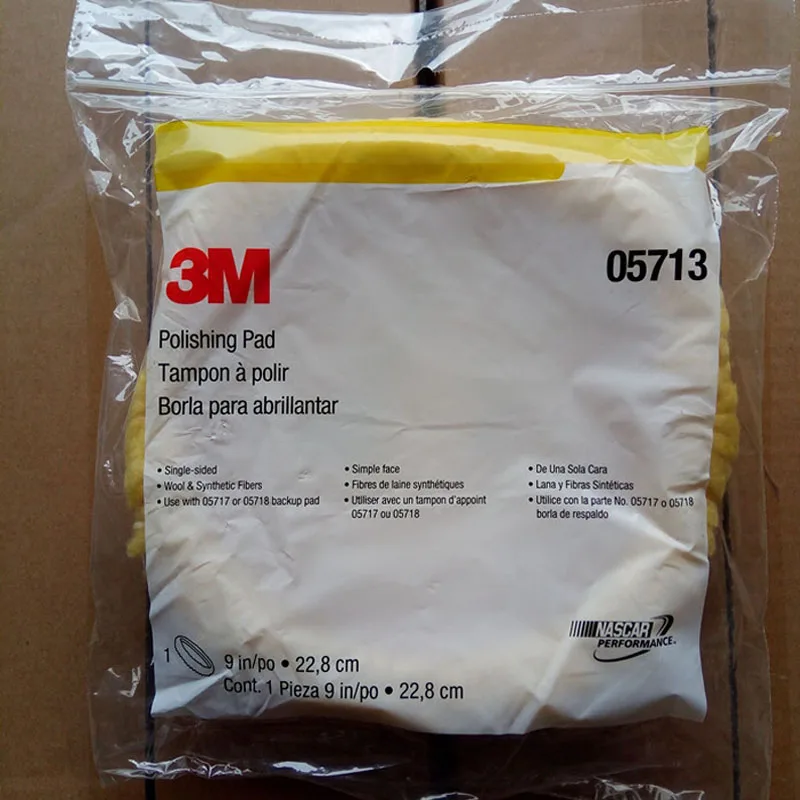 3M
05713
Polishing Pad
Tampon à polir
Borla para abrillantar
• Single-sided
• Wool & Synthetic Fibers
• Use with 05717 or 05718 backup pad
• Simple face
• Fibres de laine synthétiques
• Utiliser avec un tampon d'appoint
05717 ou 05718
• De Una Sola Cara
• Lana y Fibras Sintéticas
• Utilice con la parte No. 05717 o 05718
borla de respaldo
NASCAR
PERFORMANCE
1 9 in/po • 22,8 cm
Cont. 1 Pieza 9 in/po • 22,8 cm